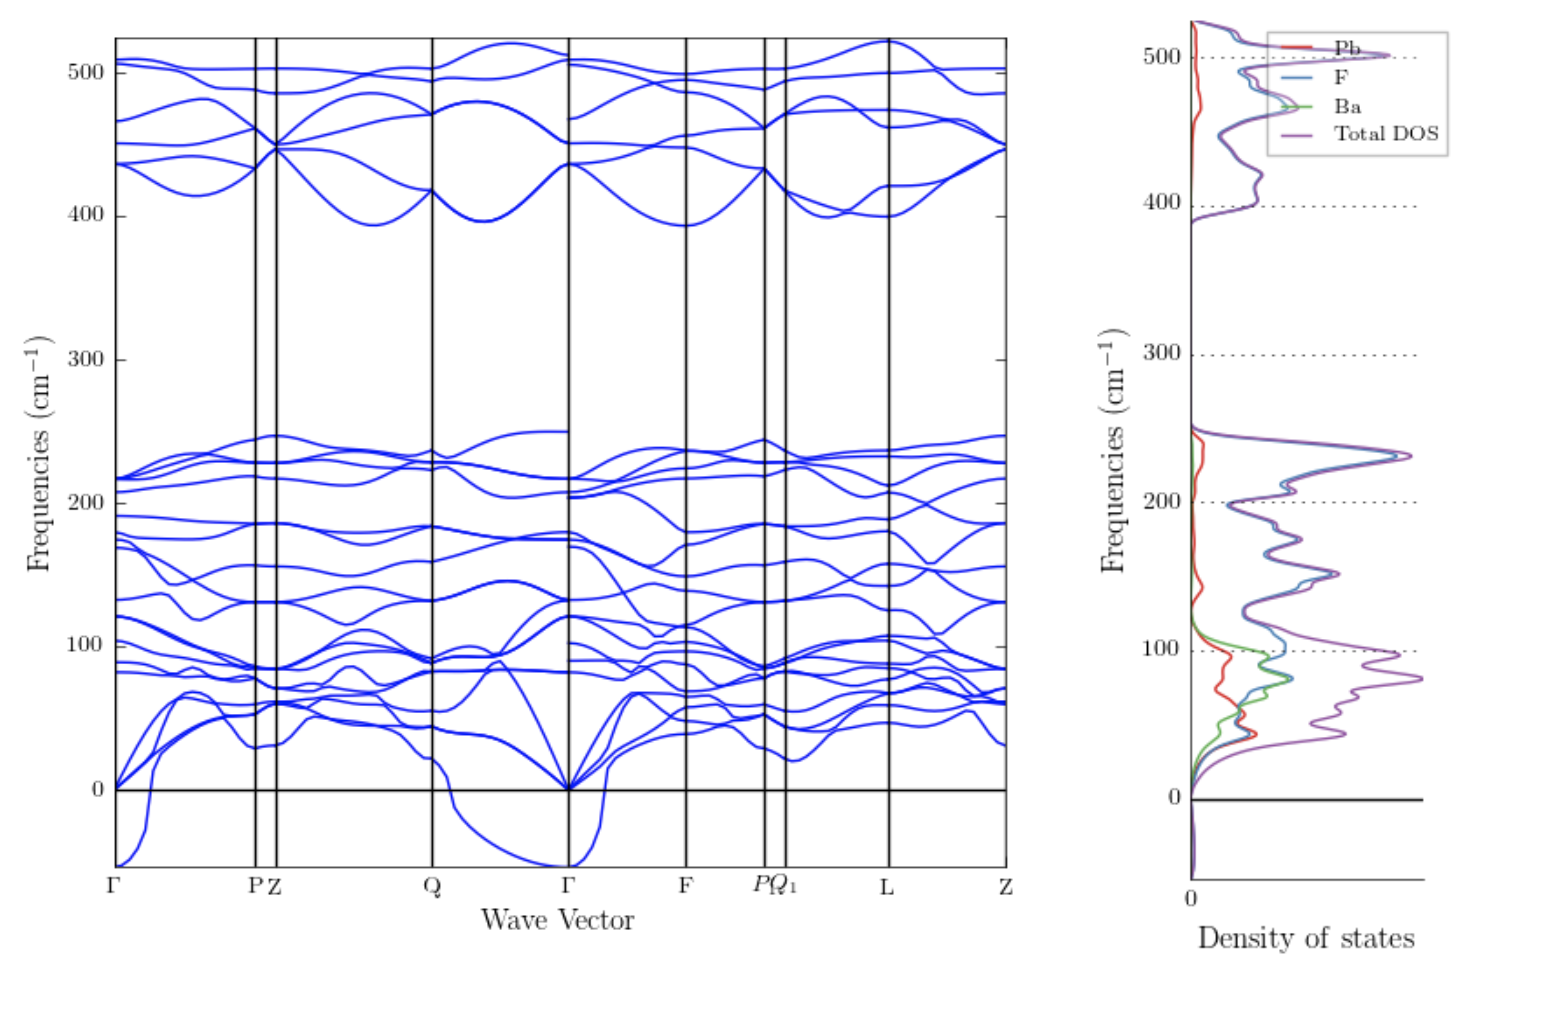 500
400
300
200
100
0
Frequencies (cm⁻¹)
Γ P Z Q Γ F P Q₁ L Z
Wave Vector
500
400
300
200
100
0
Frequencies (cm⁻¹)
Pb
F
Ba
Total DOS
0
Density of states